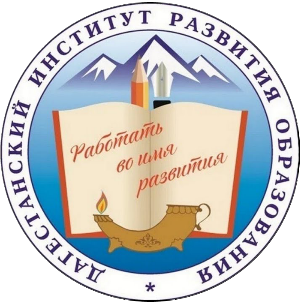 ДАГЕСТАНСКИЙ ИНСТИТУТ РАЗВИТИЯ ОБРАЗОВАНИЯ
Работать
во имя
развития